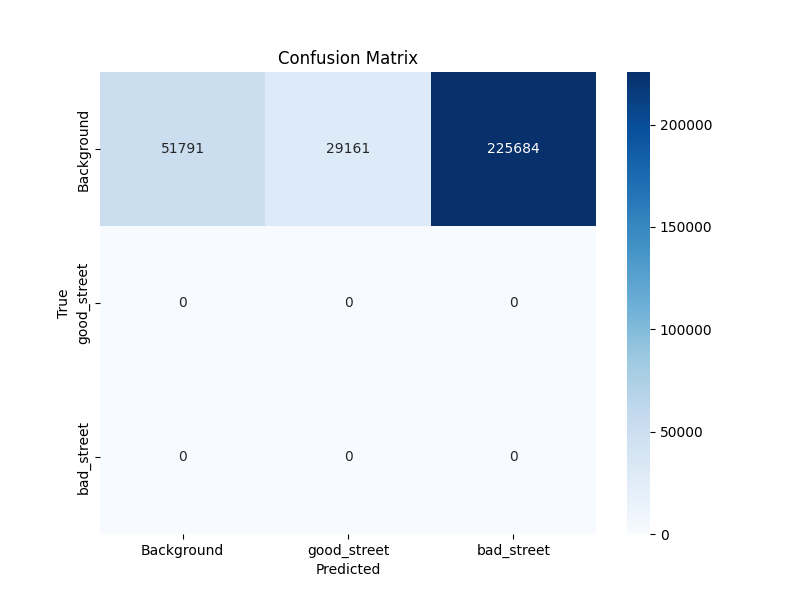 Confusion Matrix
Background 51791 29161 225684
good_street 0 0 0
bad_street 0 0 0
True
Background good_street bad_street
Predicted
200000
150000
100000
50000
0